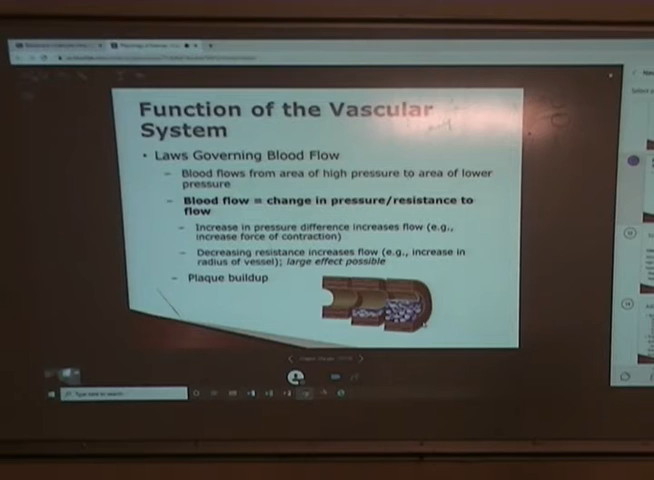 Function of the Vascular
System
• Laws Governing Blood Flow
– Blood flows from area of high pressure to area of lower
pressure
– Blood flow = change in pressure/resistance to
flow
– Increase in pressure difference increases flow (e.g.,
increase force of contraction)
– Decreasing resistance increases flow (e.g., increase in
radius of vessel); large effect possible
– Plaque buildup
Type here to search